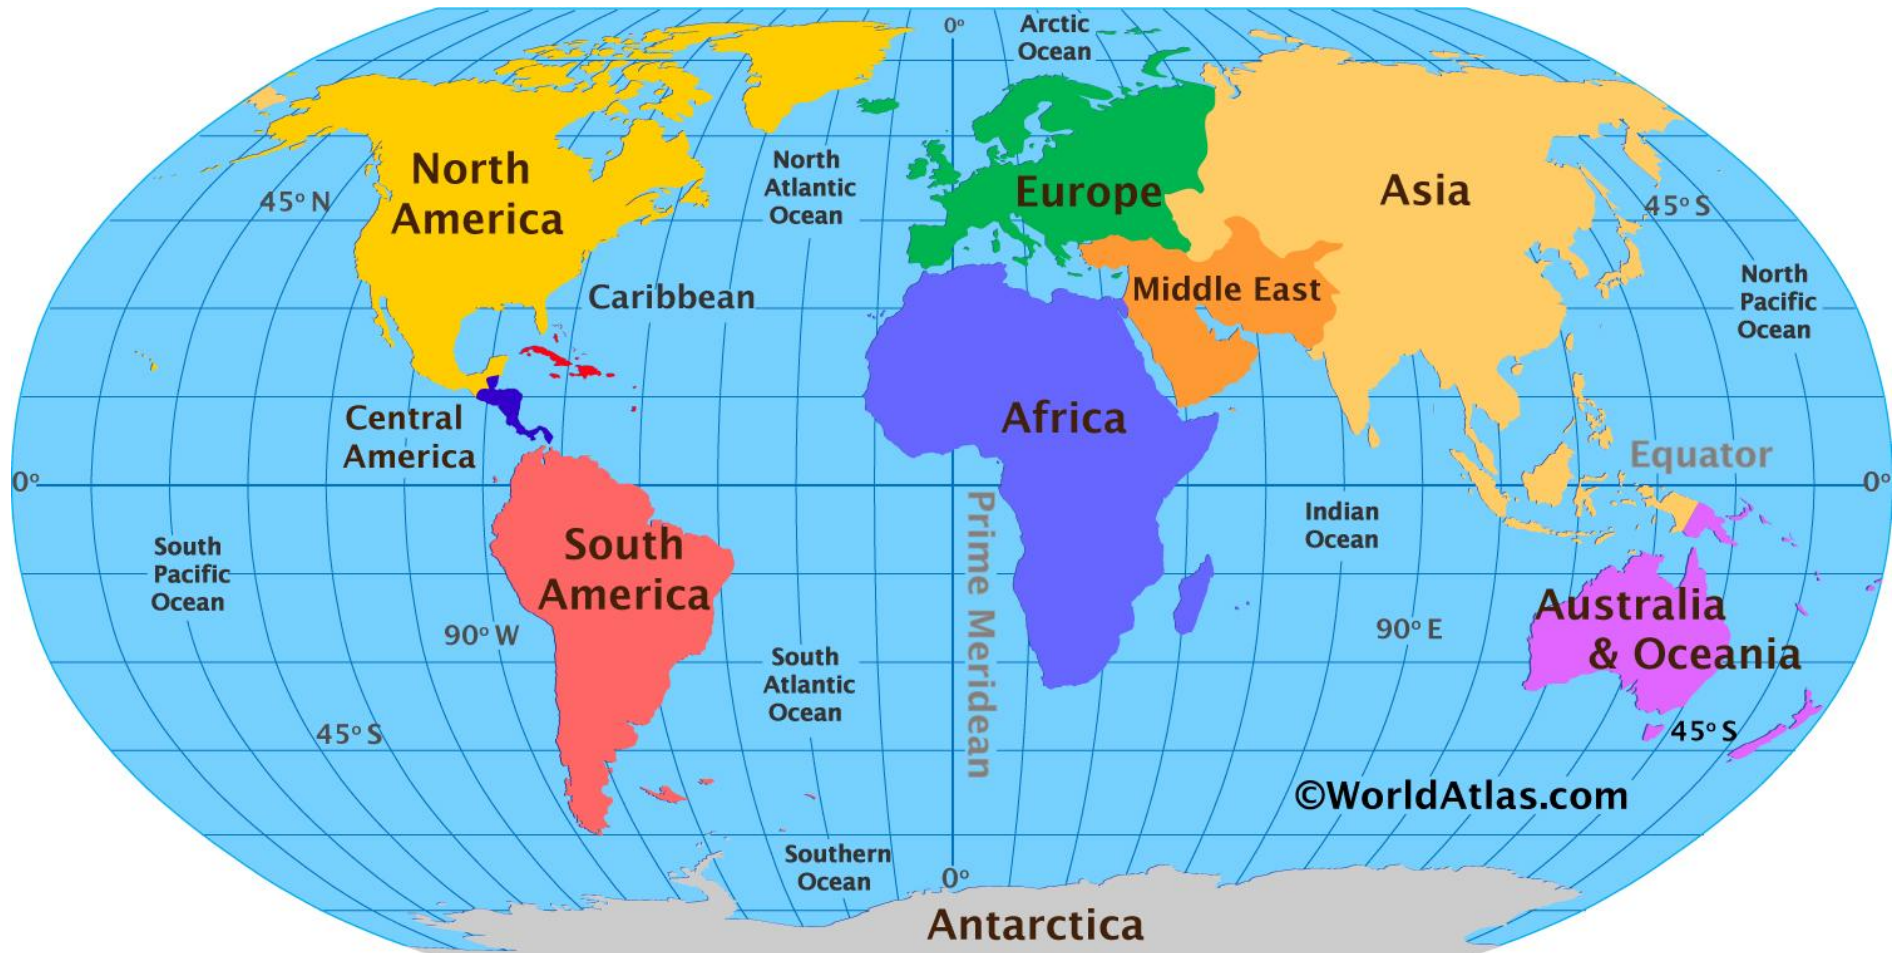 0°
Arctic
Ocean
North
America
45° N
North
Atlantic
Ocean
Europe
Asia
45° S
Caribbean
Middle East
North
Pacific
Ocean
Central
America
Africa
Equator
0°
0°
South
Pacific
Ocean
South
America
Prime Meridean
Indian
Ocean
Australia
& Oceania
90° W
90° E
South
Atlantic
Ocean
45° S
45° S
©WorldAtlas.com
Southern
Ocean
0°
Antarctica